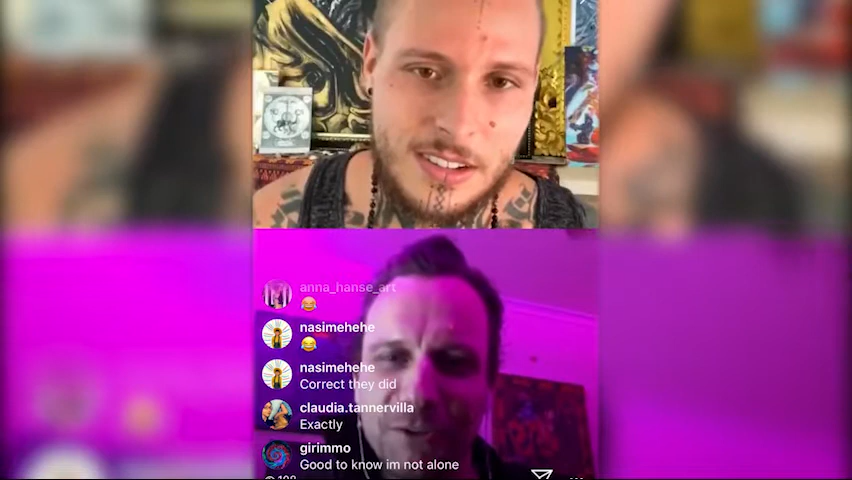 anna_hanse_art
😂
nasimehehe
😂
nasimehehe
Correct they did
claudia.tannervilla
Exactly
girimmo
Good to know im not alone